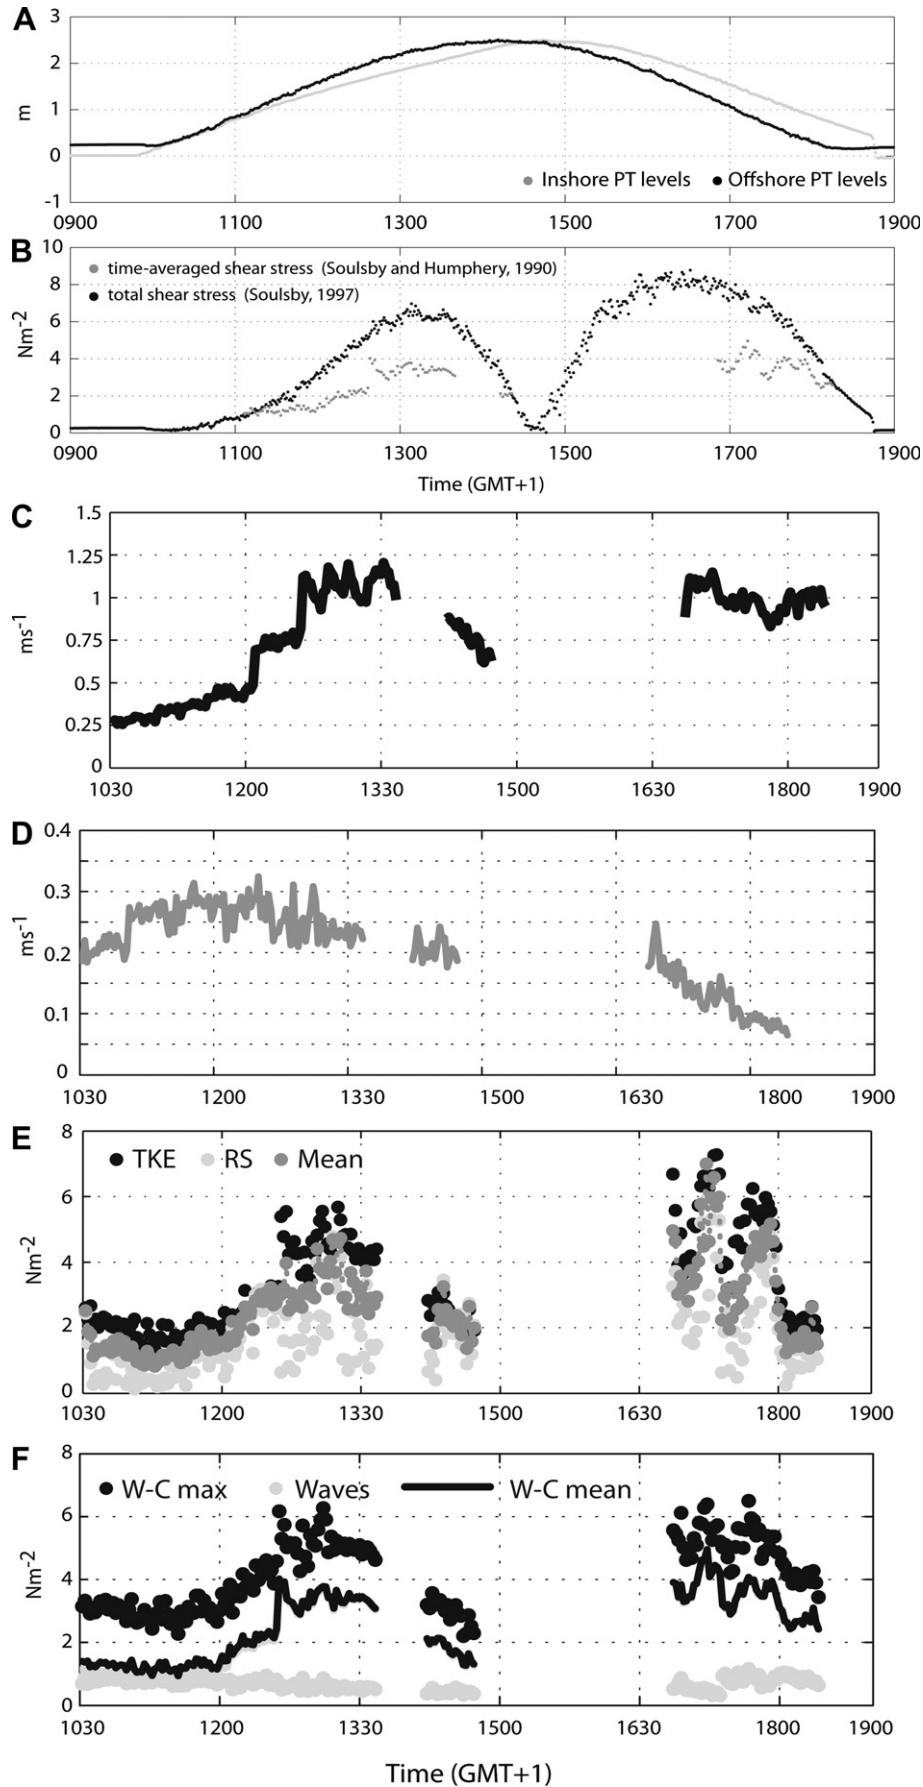 A
3
2
1
0
-1
m
Inshore PT levels
Offshore PT levels
0900 1100 1300 1500 1700 1900
B
10
8
6
4
2
0
Nm-2
time-averaged shear stress (Soulsby and Humphery, 1990)
total shear stress (Soulsby, 1997)
0900 1100 1300 1500 1700 1900
Time (GMT+1)
C
1.5
1.25
1
0.75
0.5
0.25
0
ms-1
1030 1200 1330 1500 1630 1800 1900
D
0.4
0.3
0.2
0.1
0
ms-1
1030 1200 1330 1500 1630 1800 1900
E
8
6
4
2
0
Nm-2
TKE RS Mean
1030 1200 1330 1500 1630 1800 1900
F
8
6
4
2
0
Nm-2
W-C max Waves W-C mean
1030 1200 1330 1500 1630 1800 1900
Time (GMT+1)